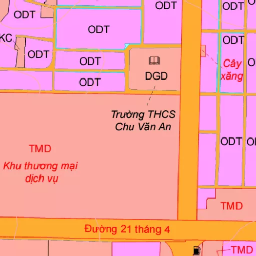 ODT
ODT
ODT
ODT
ODT
ODT
KC
ODT
ODT
ODT
DGD
Cây
xăng
Trường THCS
Chu Văn An
ODT
ODT
TMD
Khu thương mại
dịch vụ
TMD
Đường 21 tháng 4
TMD